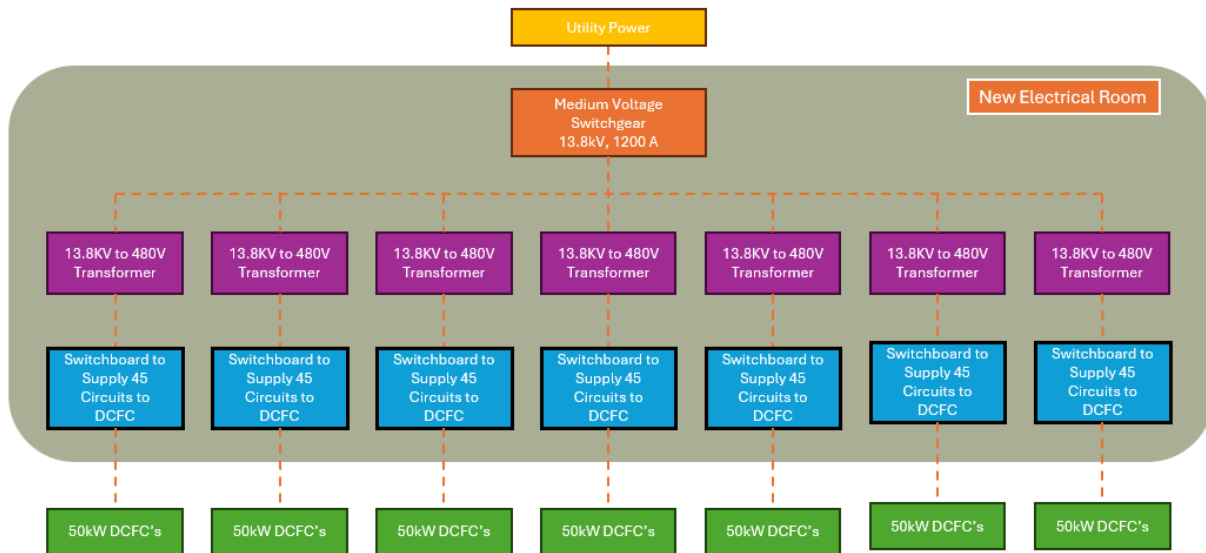 Utility Power
New Electrical Room
Medium Voltage
Switchgear
13.8kV, 1200 A
13.8KV to 480V
Transformer
13.8KV to 480V
Transformer
13.8KV to 480V
Transformer
13.8KV to 480V
Transformer
13.8KV to 480V
Transformer
13.8KV to 480V
Transformer
13.8KV to 480V
Transformer
Switchboard to
Supply 45
Circuits to
DCFC
Switchboard to
Supply 45
Circuits to
DCFC
Switchboard to
Supply 45
Circuits to
DCFC
Switchboard to
Supply 45
Circuits to
DCFC
Switchboard to
Supply 45
Circuits to
DCFC
Switchboard to
Supply 45
Circuits to
DCFC
Switchboard to
Supply 45
Circuits to
DCFC
50kW DCFC's
50kW DCFC's
50kW DCFC's
50kW DCFC's
50kW DCFC's
50kW DCFC's
50kW DCFC's